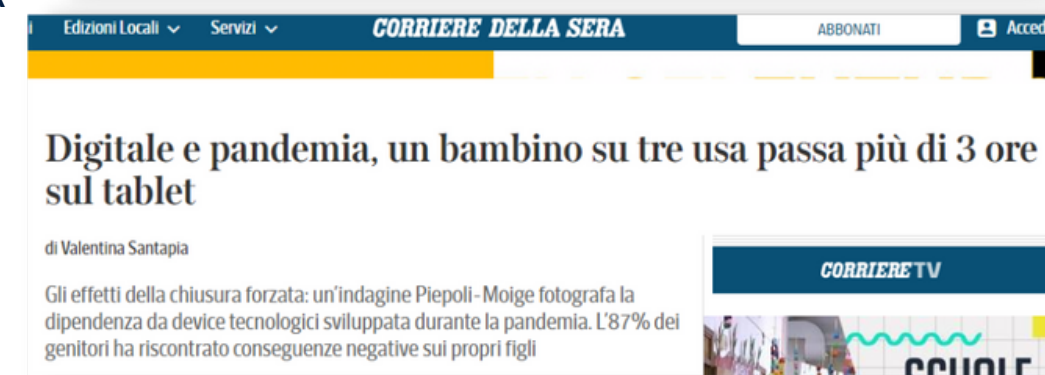 Edizioni Locali Servizi CORRIERE DELLA SERA ABBONATI
Digitale e pandemia, un bambino su tre usa passa più di 3 ore
sul tablet
di Valentina Santapia
Gli effetti della chiusura forzata: un'indagine Piepoli-Moige fotografa la
dipendenza da device tecnologici sviluppata durante la pandemia. L'87% dei
genitori ha riscontrato conseguenze negative sui propri figli
CORRIERE TV